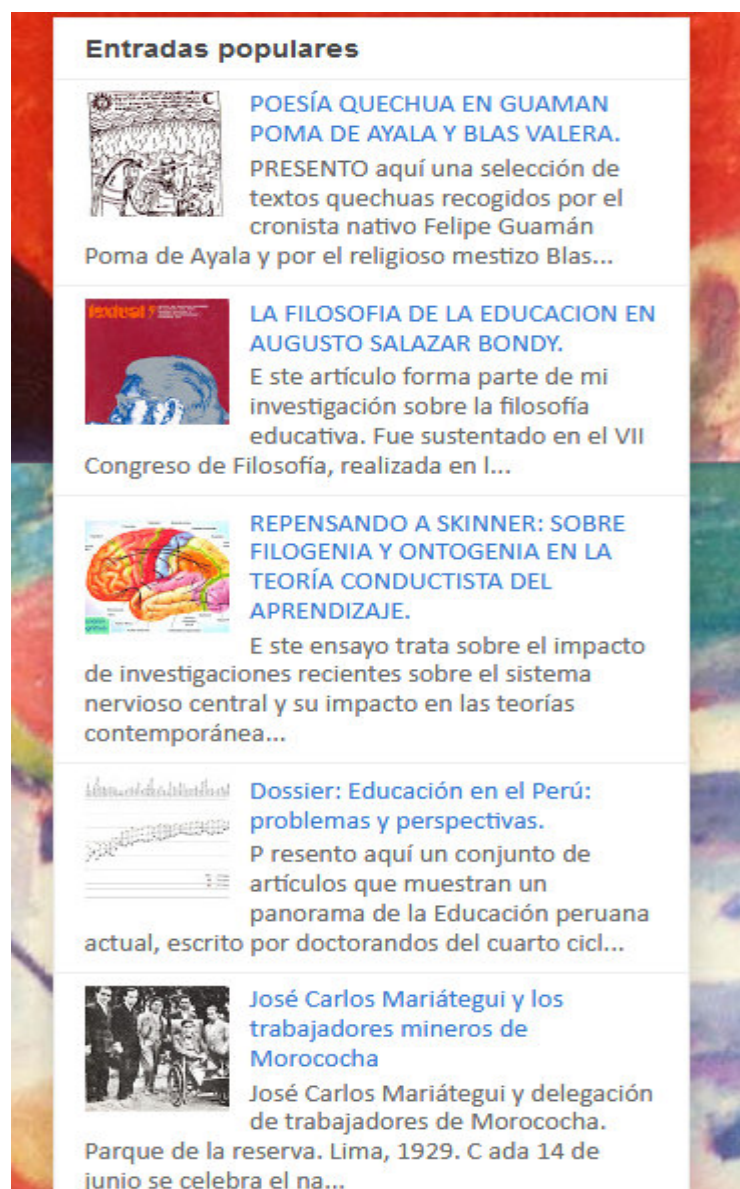 Entradas populares
POESÍA QUECHUA EN GUAMAN
POMA DE AYALA Y BLAS VALERA.
PRESENTO aquí una selección de
textos quechuas recogidos por el
cronista nativo Felipe Guamán
Poma de Ayala y por el religioso mestizo Blas...
textual 9
LA FILOSOFIA DE LA EDUCACION EN
AUGUSTO SALAZAR BONDY.
E ste artículo forma parte de mi
investigación sobre la filosofía
educativa. Fue sustentado en el VII
Congreso de Filosofía, realizada en l...
REPENSANDO A SKINNER: SOBRE
FILOGENIA Y ONTOGENIA EN LA
TEORÍA CONDUCTISTA DEL
APRENDIZAJE.
E ste ensayo trata sobre el impacto
de investigaciones recientes sobre el sistema
nervioso central y su impacto en las teorías
contemporánea...
Dossier: Educación en el Perú:
problemas y perspectivas.
P resento aquí un conjunto de
artículos que muestran un
panorama de la Educación peruana
actual, escrito por doctorandos del cuarto cicl...
José Carlos Mariátegui y los
trabajadores mineros de
Morococha
José Carlos Mariátegui y delegación
de trabajadores de Morococha.
Parque de la reserva. Lima, 1929. C ada 14 de
junio se celebra el na...